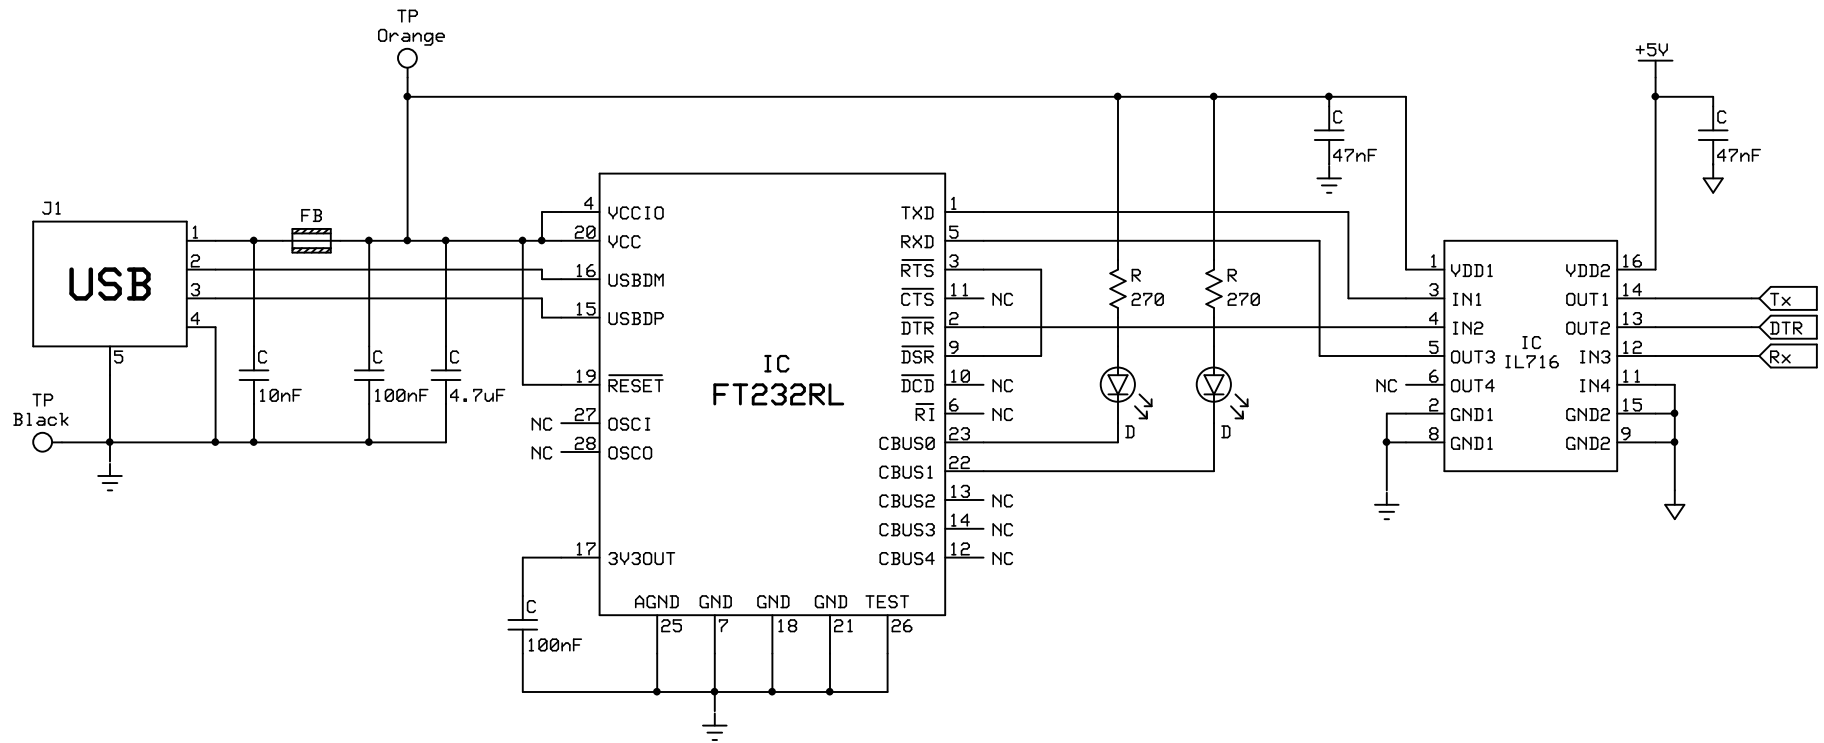 TP
Orange
+5V
C
47nF
C
47nF
J1
USB
1
2
3
4
5
FB
C
10nF
C
100nF
C
4.7uF
TP
Black
4 VCCIO
20 VCC
16 USBDM
15 USBDP
19 RESET
NC 27 OSCI
NC 28 OSCO
17 3V3OUT
C
100nF
IC
FT232RL
TXD 1
RXD 5
RTS 3
CTS 11 NC
DTR 2
DSR 9
DCD 10 NC
RI 6 NC
CBUS0 23
CBUS1 22
CBUS2 13 NC
CBUS3 14 NC
CBUS4 12 NC
AGND GND GND GND TEST
25 7 18 21 26
R
270
R
270
D
D
1 VDD1
3 IN1
4 IN2
5 OUT3
NC 6 OUT4
2 GND1
8 GND1
IC
IL716
VDD2 16
OUT1 14 Tx
OUT2 13 DTR
IN3 12 Rx
IN4 11
GND2 15
GND2 9